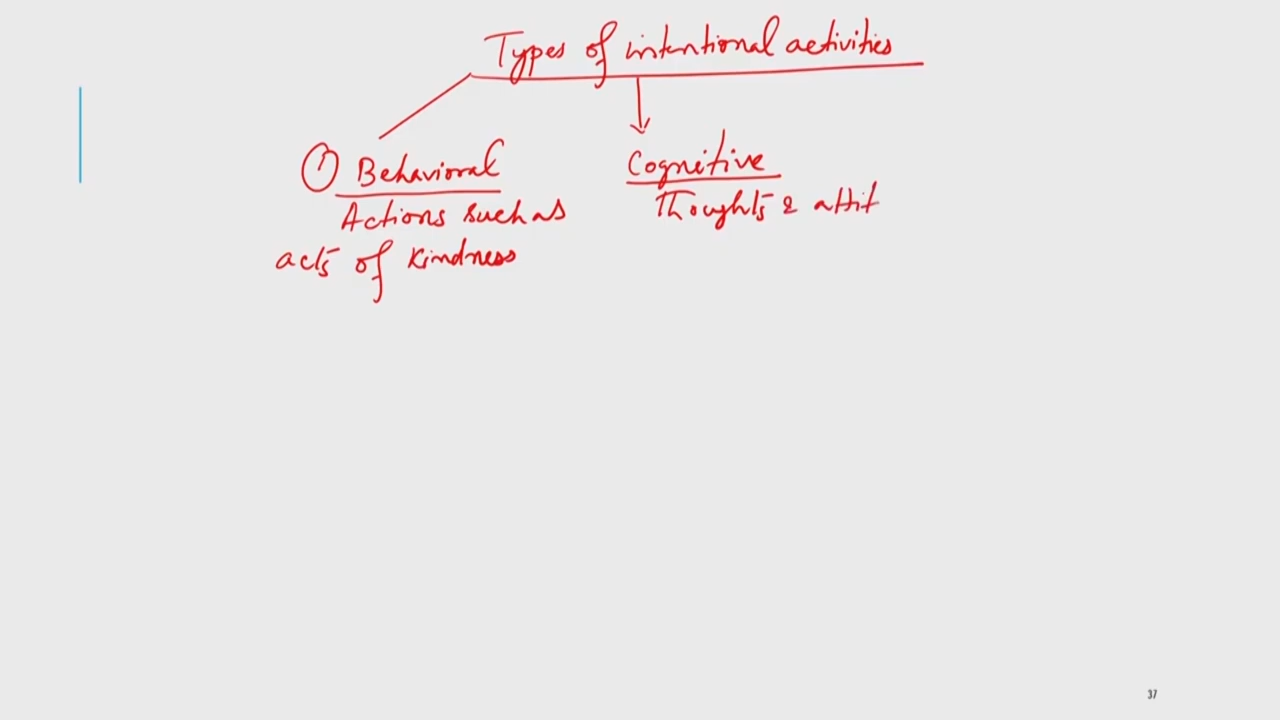 Types of intentional activities
① Behavioral
Actions such as
acts of kindness
Cognitive
Thoughts & attit
37